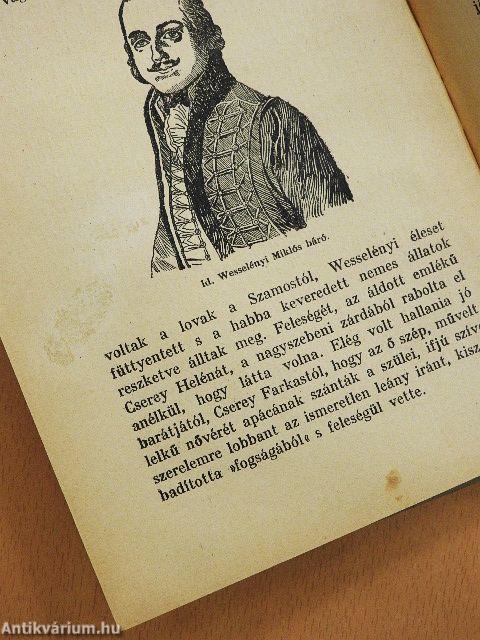 Id. Wesselényi Miklós báró.
voltak a lovak a Szamostól, Wesselényi éleset
füttyentett s a habba keveredett nemes állatok
reszketve álltak meg. Feleségét, az áldott emlékű
Cserey Helénát, a nagyszebeni zárdából rabolta el
anélkül, hogy látta volna. Elég volt hallania jó
barátjától, Cserey Farkastól, hogy az ő szép, művelt
lelkű nővérét apácának szánták a szülei, ifjú szíve
szerelemre lobbant az ismeretlen leány iránt, kisza
badította »fogságából« s feleségül vette.
Antikvárium.hu